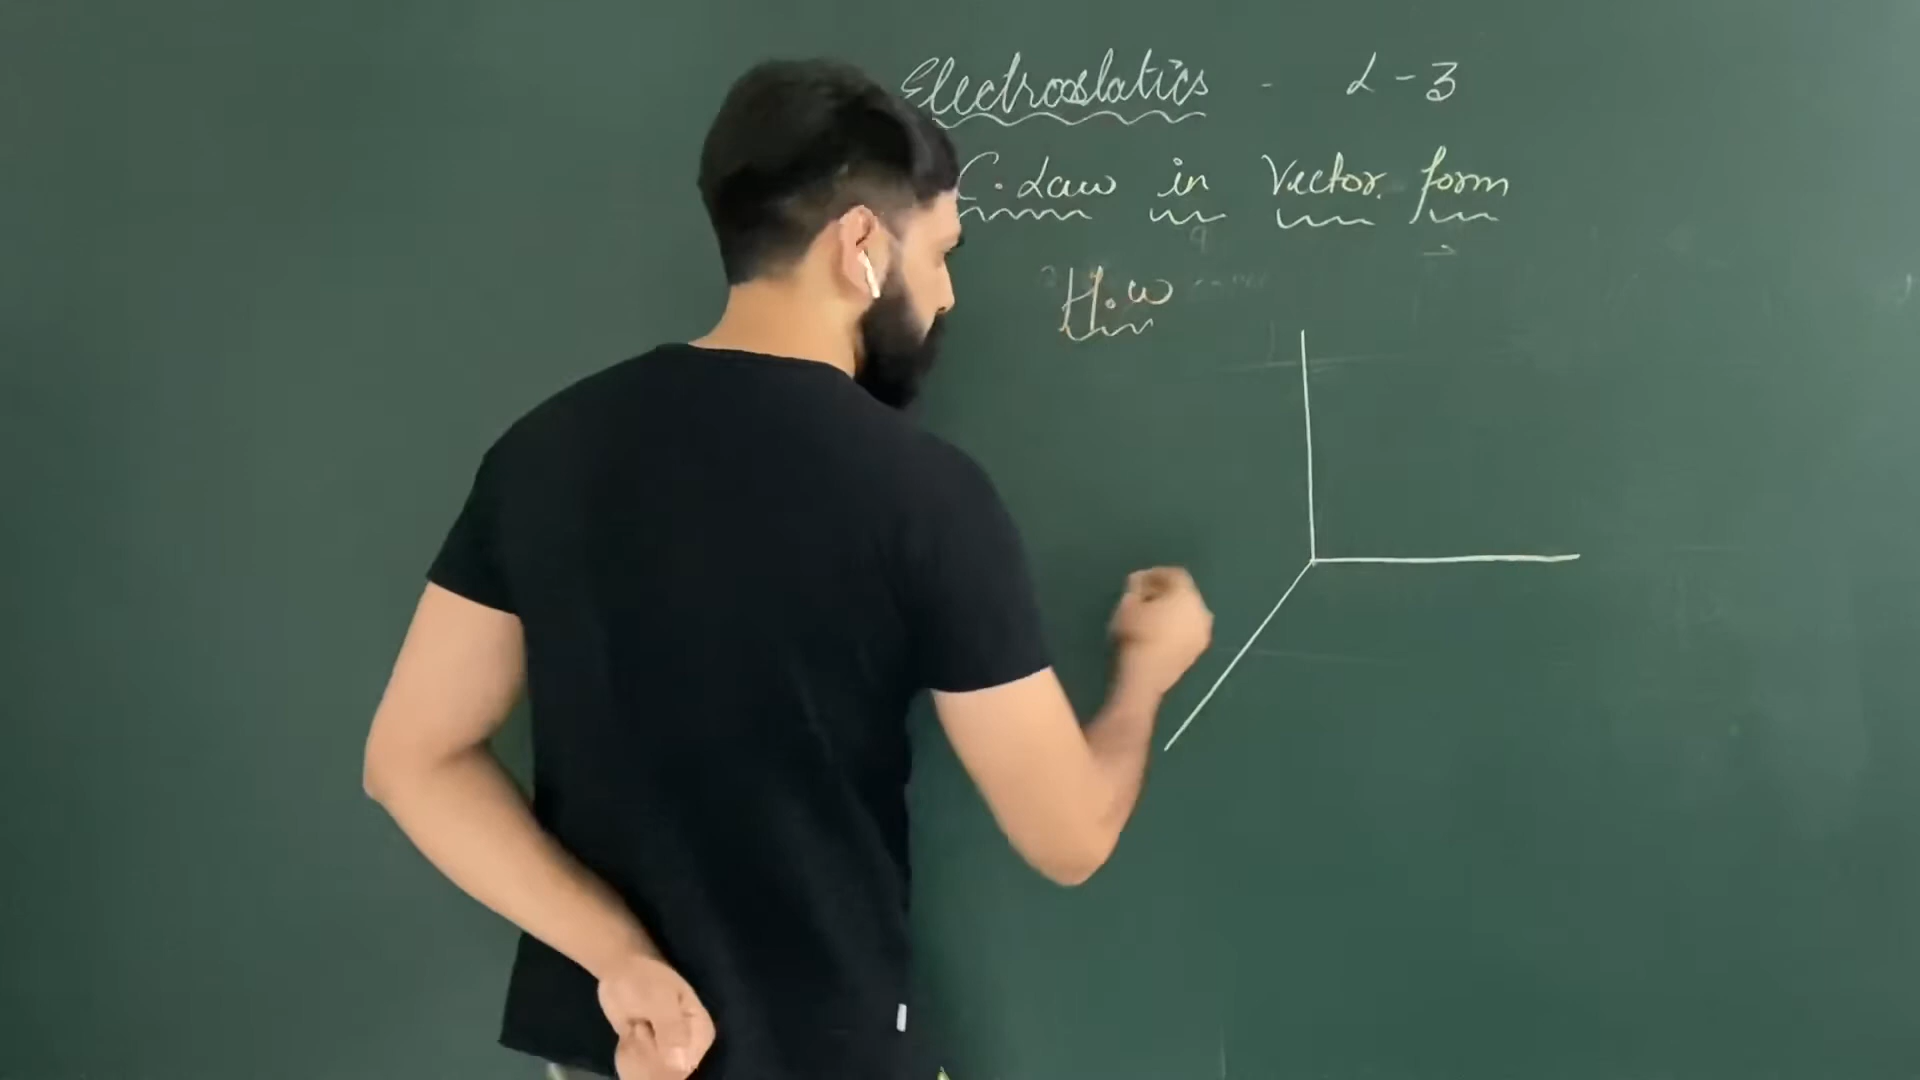 Electrostatics - L-3
C. Law in Vector form
H.w